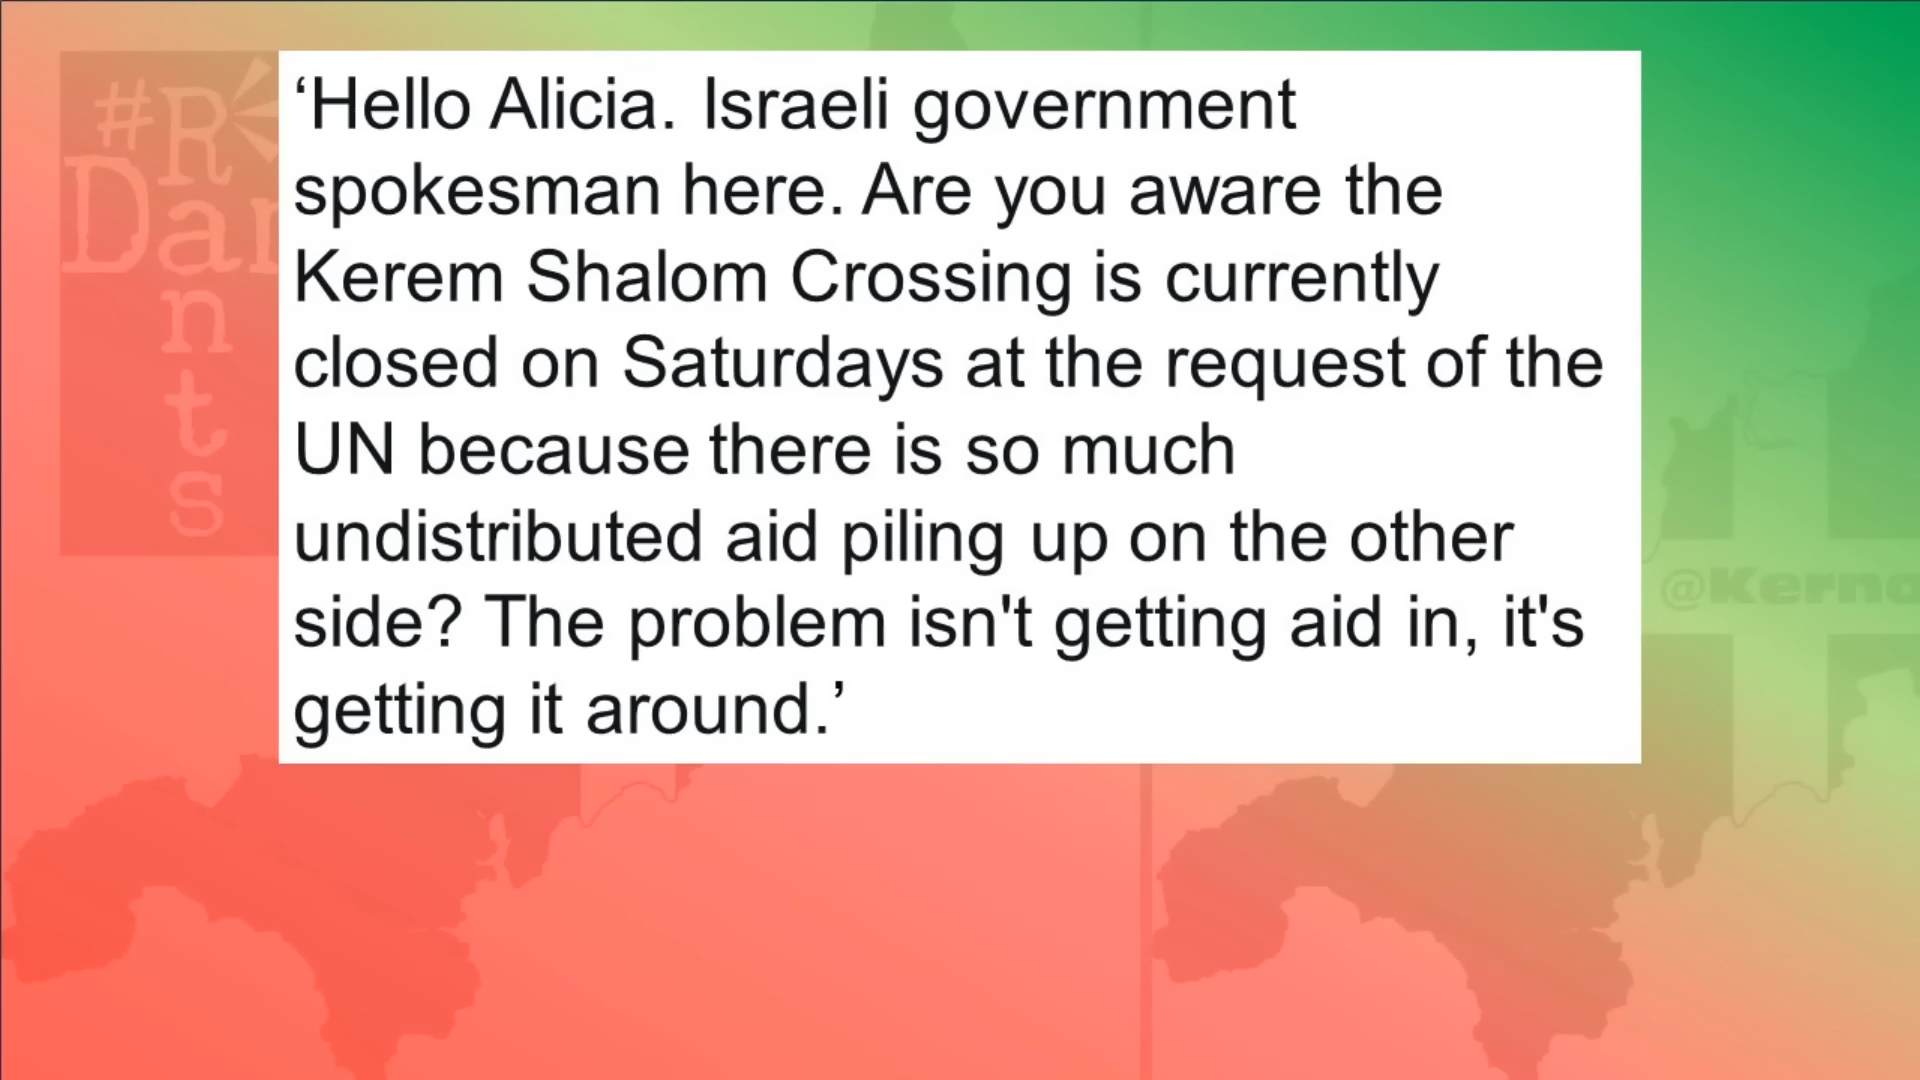 #R
Dan
n
t
s
‘Hello Alicia. Israeli government
spokesman here. Are you aware the
Kerem Shalom Crossing is currently
closed on Saturdays at the request of the
UN because there is so much
undistributed aid piling up on the other
side? The problem isn't getting aid in, it's
getting it around.’
@Kerno